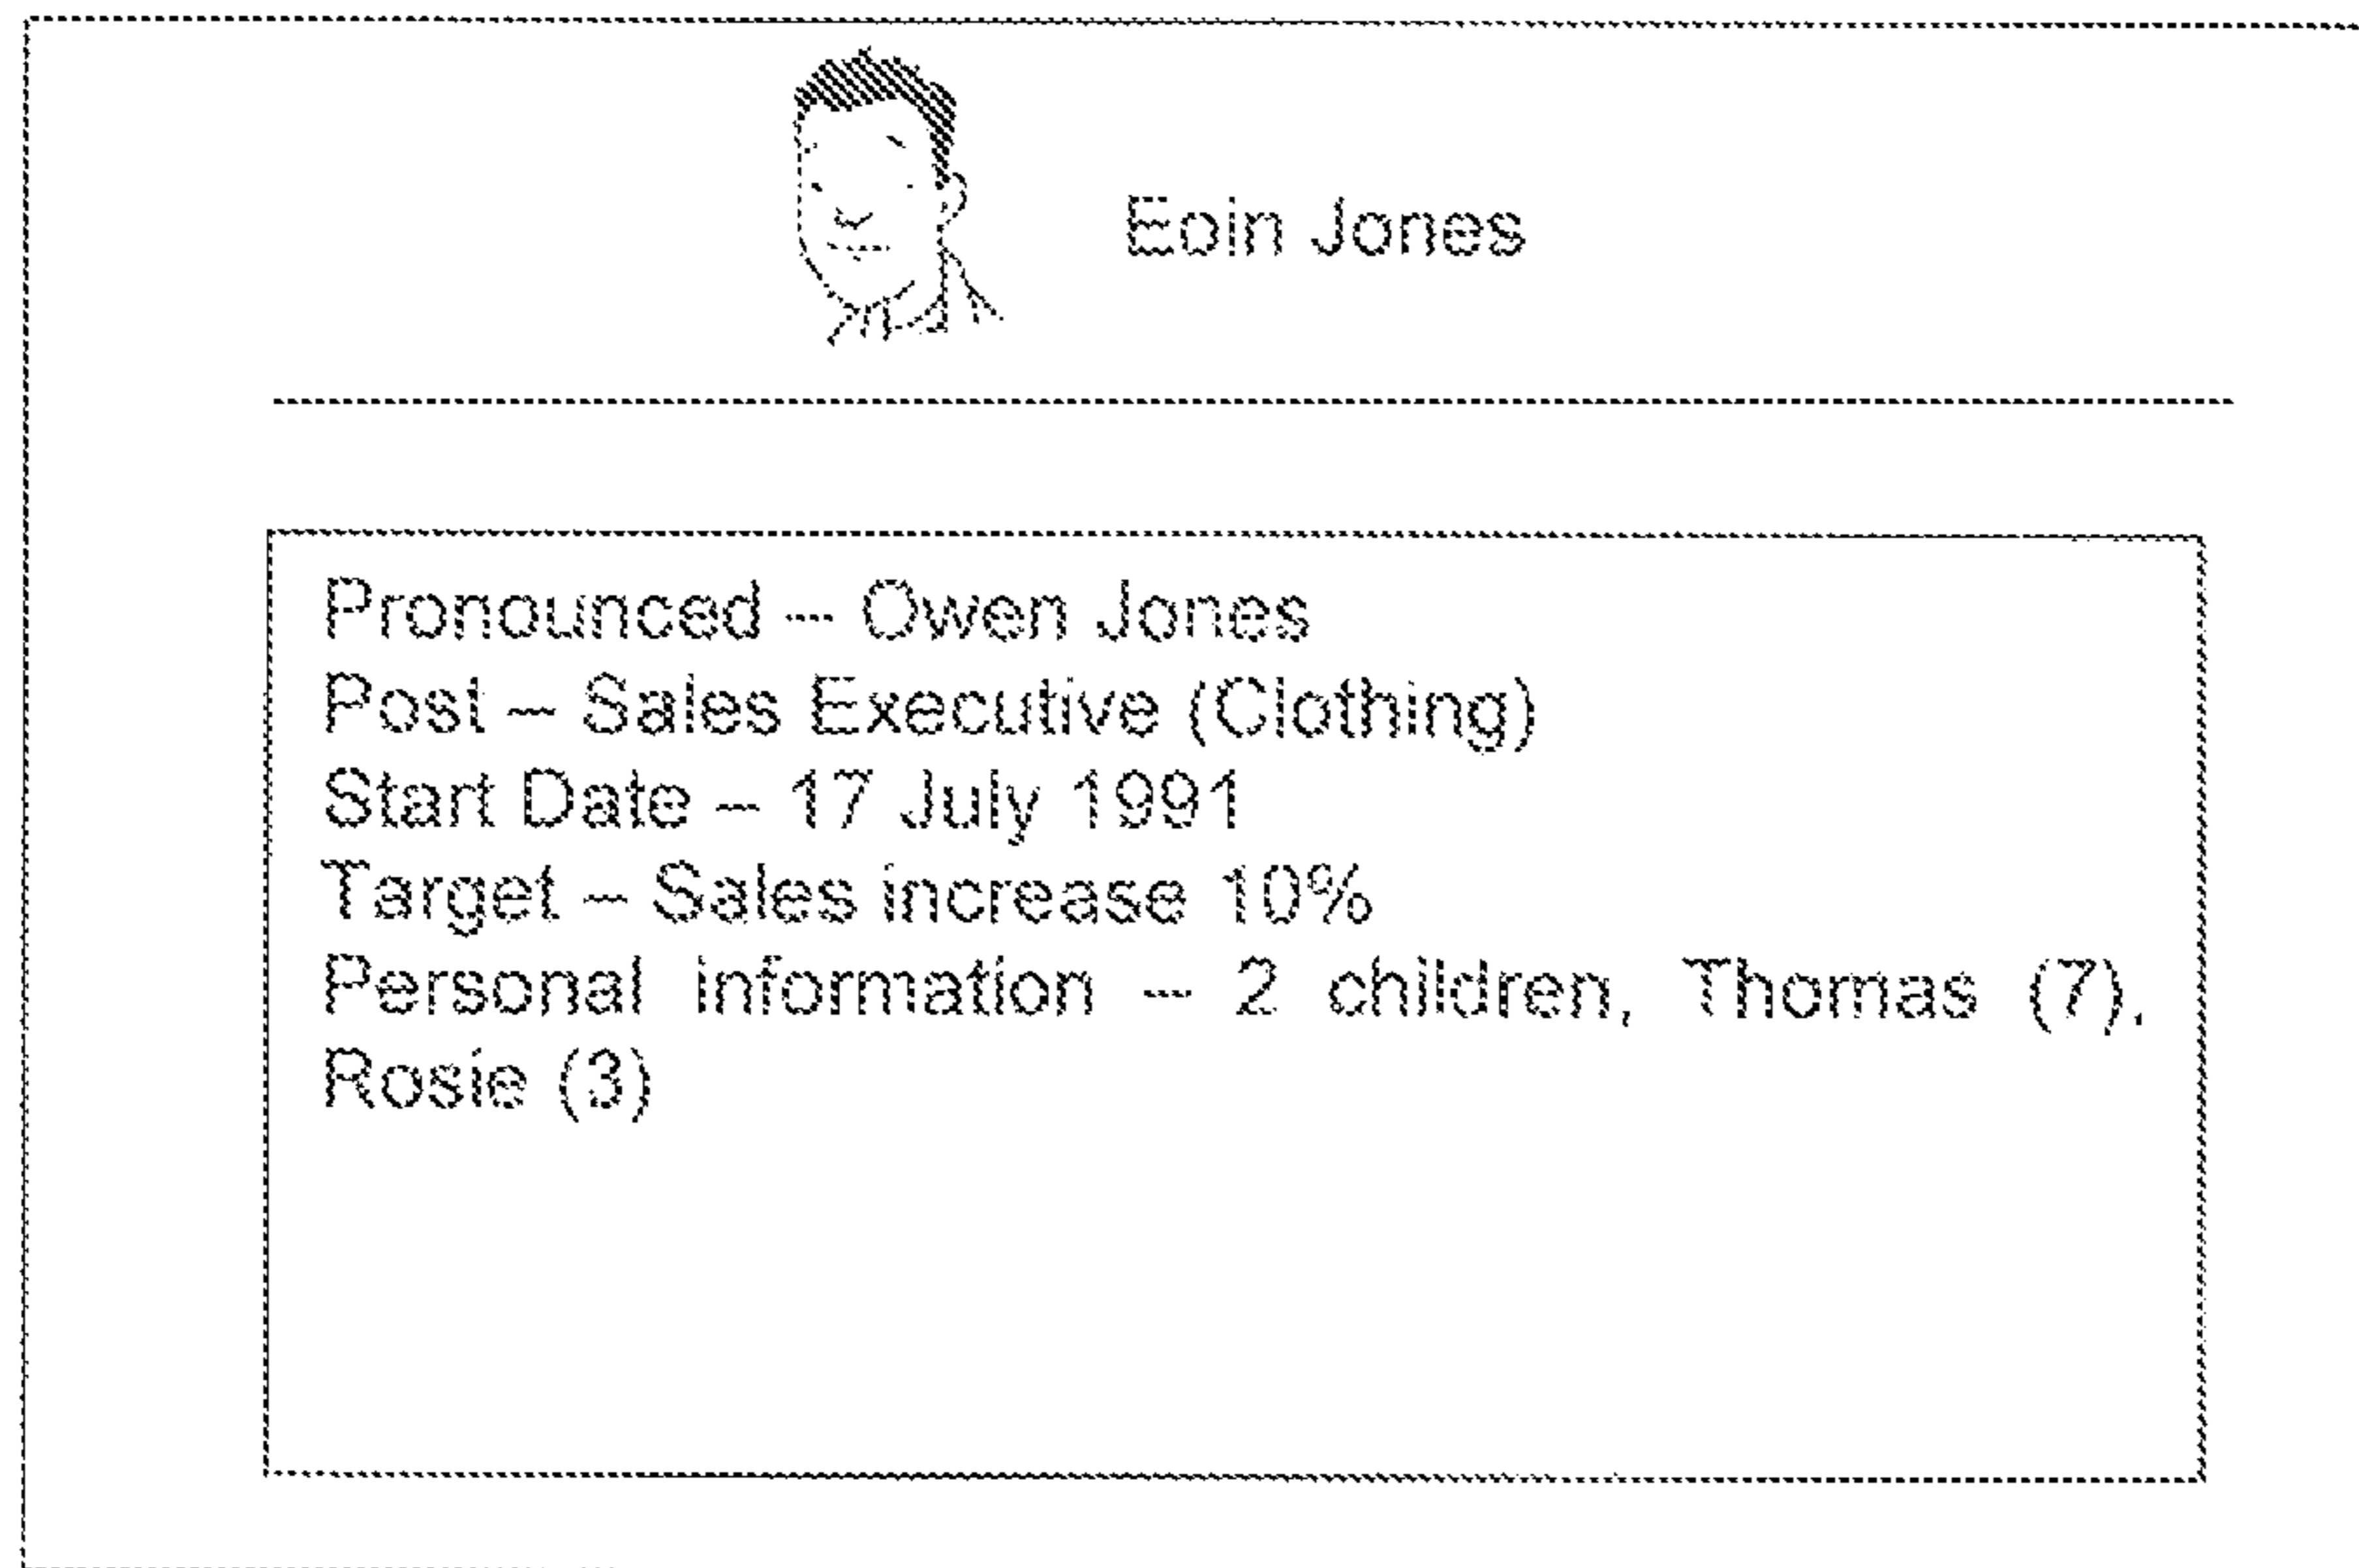 Eoin Jones
Pronounced – Owen Jones
Post – Sales Executive (Clothing)
Start Date – 17 July 1991
Target – Sales increase 10%
Personal information – 2 children, Thomas (7),
Rosie (3)